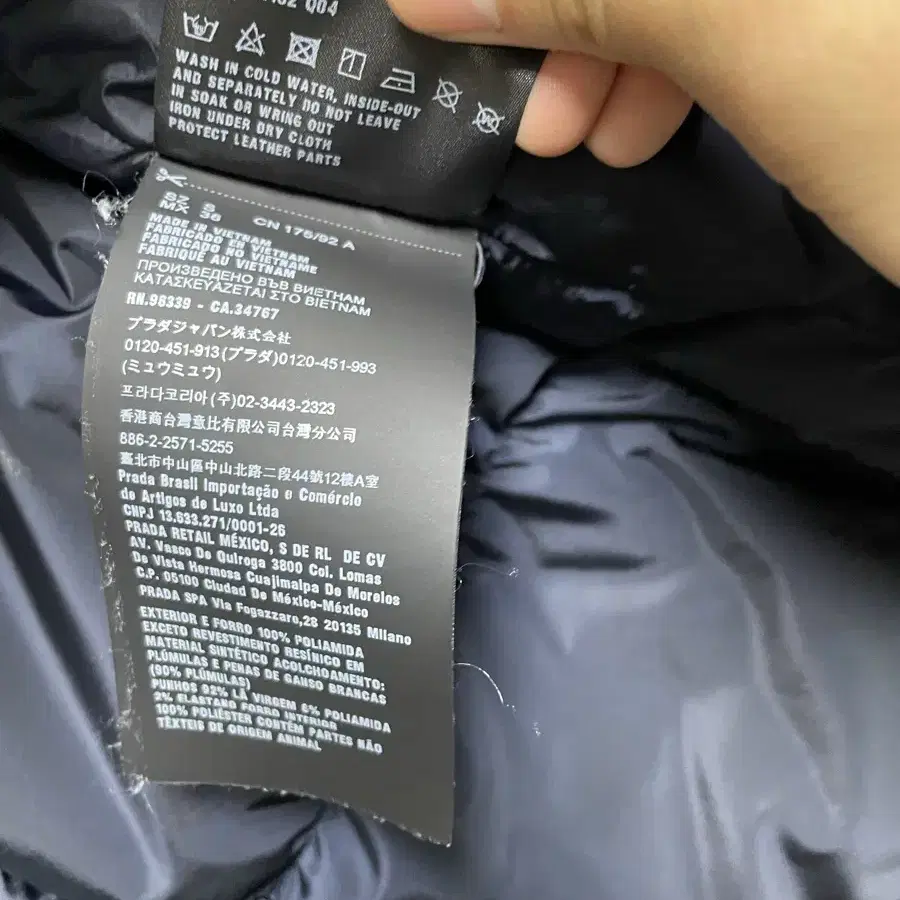 Q04
WASH IN COLD WATER, INSIDE-OUT
AND SEPARATELY DO NOT LEAVE
IN SOAK OR WRING OUT
IRON UNDER DRY CLOTH
PROTECT LEATHER PARTS
BZ S
MX 36 CN 175/92 A
MADE IN VIETNAM
FABRICADO EN VIETNAM
FABRICADO NO VIETNAME
FABRIQUÉ AU VIETNAM
ПРОИЗВЕДЕНО ВЪВ ВИЕТНАМ
ΚΑΤΑΣΚΕΥΑΖΕΤΑΙ ΣΤΟ ΒΙΕΤΝΑΜ
RN.96339 - CA.34767
プラダジャパン株式会社
0120-451-913(プラダ)0120-451-993
(ミュウミュウ)
프라다코리아(주)02-3443-2323
香港商台灣意比有限公司台灣分公司
886-2-2571-5255
臺北市中山區中山北路二段44號12樓A室
Prada Brasil Importação e Comércio
de Artigos de Luxo Ltda
CNPJ 13.633.271/0001-26
PRADA RETAIL MÉXICO, S DE RL DE CV
AV. Vasco De Quiroga 3800 Col. Lomas
De Vista Hermosa Cuajimalpa De Morelos
C.P. 05100 Ciudad De México-México
PRADA SPA Via Fogazzaro,28 20135 Milano
EXTERIOR E FORRO 100% POLIAMIDA
EXCETO REVESTIMENTO RESÍNICO EM
MATERIAL SINTÉTICO ACOLCHOAMENTO:
PLÚMULAS E PENAS DE GANSO BRANCAS
(90% PLÚMULAS)
PUNHOS 92% LÃ VIRGEM 6% POLIAMIDA
2% ELASTANO FORRO INTERIOR
100% POLIÉSTER CONTÉM PARTES NÃO
TÊXTEIS DE ORIGEM ANIMAL